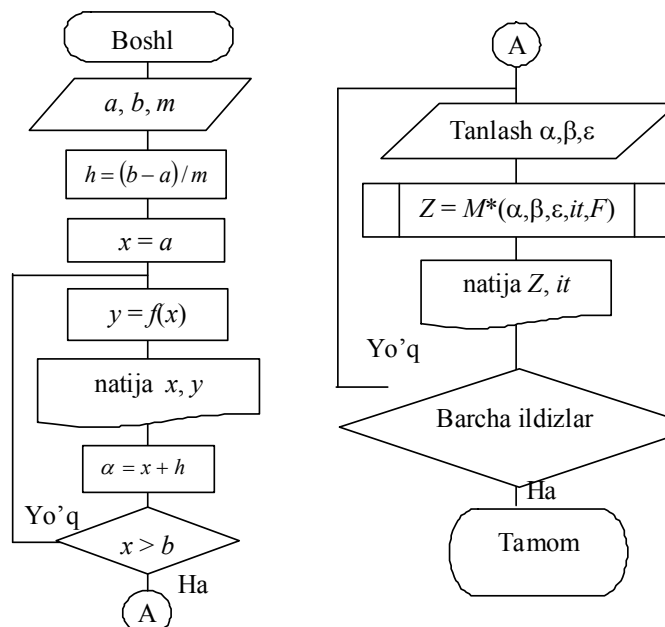 Boshl
a, b, m
h = (b − a) / m
x = a
y = f(x)
natija x, y
α = x + h
Yo’q
x > b
Ha
A
A
Tanlash α,β,ε
Z = M*(α,β,ε,it,F)
natija Z, it
Yo’q
Barcha ildizlar
Ha
Tamom